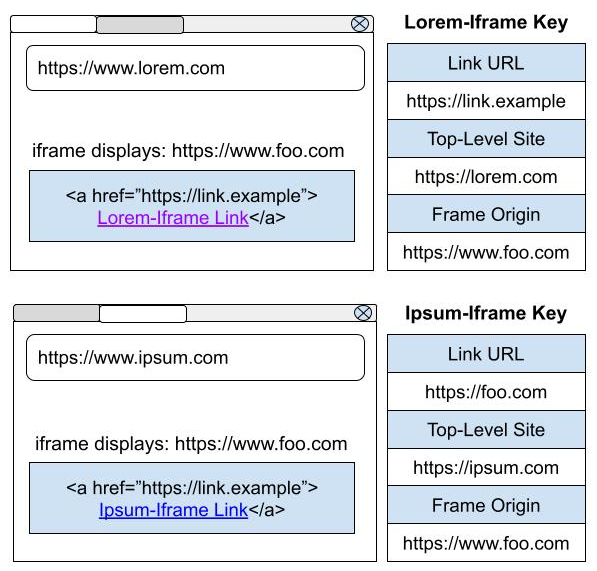 https://www.lorem.com
iframe displays: https://www.foo.com
<a href=”https://link.example”>
Lorem-Iframe Link</a>
Lorem-Iframe Key
Link URL
https://link.example
Top-Level Site
https://lorem.com
Frame Origin
https://www.foo.com
https://www.ipsum.com
iframe displays: https://www.foo.com
<a href=”https://link.example”>
Ipsum-Iframe Link</a>
Ipsum-Iframe Key
Link URL
https://foo.com
Top-Level Site
https://ipsum.com
Frame Origin
https://www.foo.com